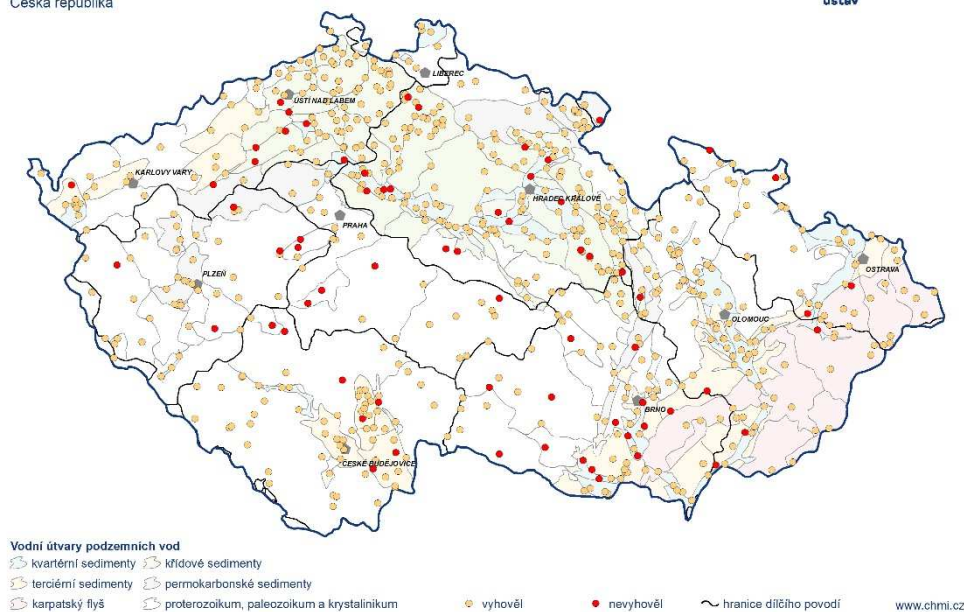 Česká republika
ústav
LIBEREC
ÚSTÍ NAD LABEM
KARLOVY VARY
HRADEC KRÁLOVÉ
PRAHA
PLZEŇ
OSTRAVA
OLOMOUC
BRNO
ČESKÉ BUDĚJOVICE
Vodní útvary podzemních vod
kvartérní sedimenty křídové sedimenty
terciérní sedimenty permokarbonské sedimenty
karpatský flyš proterozoikum, paleozoikum a krystalinikum vyhověl nevyhověl hranice dílčího povodí www.chmi.cz